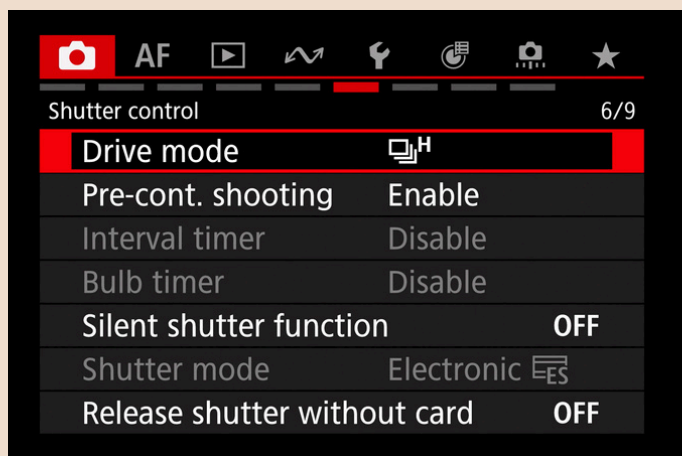 AF
Shutter control 6/9
Drive mode H
Pre-cont. shooting Enable
Interval timer Disable
Bulb timer Disable
Silent shutter function OFF
Shutter mode Electronic ES
Release shutter without card OFF